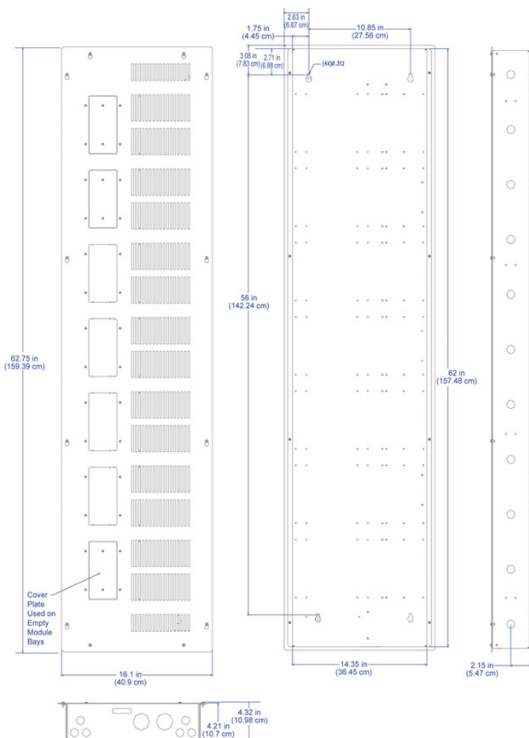 2.63 in
(6.67 cm)
1.75 in
(4.45 cm)
10.85 in
(27.56 cm)
3.08 in
(7.83 cm)
2.71 in
(6.88 cm)
(4X)Ø.312
56 in
(142.24 cm)
62.75 in
(159.39 cm)
62 in
(157.48 cm)
Cover
Plate
Used on
Empty
Module
Bays
16.1 in
(40.9 cm)
14.35 in
(36.45 cm)
2.15 in
(5.47 cm)
4.32 in
(10.98 cm)
4.21 in
(10.7 cm)